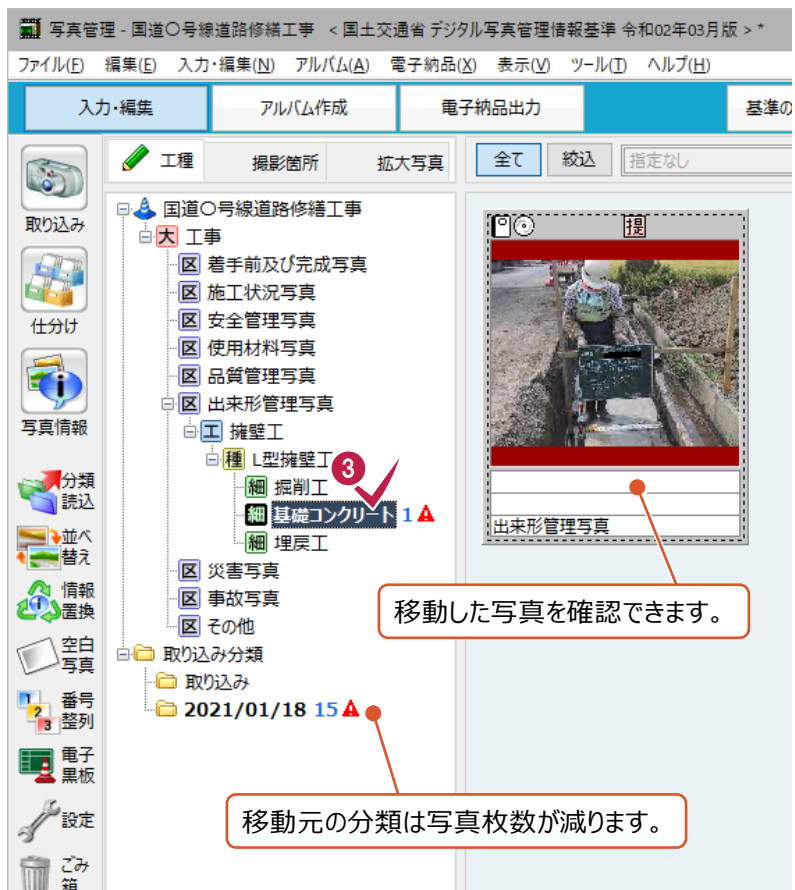 写真管理 - 国道〇号線道路修繕工事 < 国土交通省 デジタル写真管理情報基準 令和02年03月版 > *
ファイル(F) 編集(E) 入力・編集(N) アルバム(A) 電子納品(X) 表示(V) ツール(T) ヘルプ(H)
入力・編集 アルバム作成 電子納品出力 基準の
工種 撮影箇所 拡大写真 全て 絞込 指定なし
取り込み
仕分け
写真情報
分類
読込
並べ
替え
情報
置換
空白
写真
1 2 3 番号
整列
電子
黒板
設定
ごみ
箱
国道〇号線道路修繕工事
大 工事
区 着手前及び完成写真
区 施工状況写真
区 安全管理写真
区 使用材料写真
区 品質管理写真
区 出来形管理写真
工 擁壁工
種 L型擁壁工
3
細 掘削工
細 基礎コンクリート 1
細 埋戻工
区 災害写真
区 事故写真
区 その他
取り込み分類
取り込み
2021/01/18 15
提
出来形管理写真
移動した写真を確認できます。
移動元の分類は写真枚数が減ります。